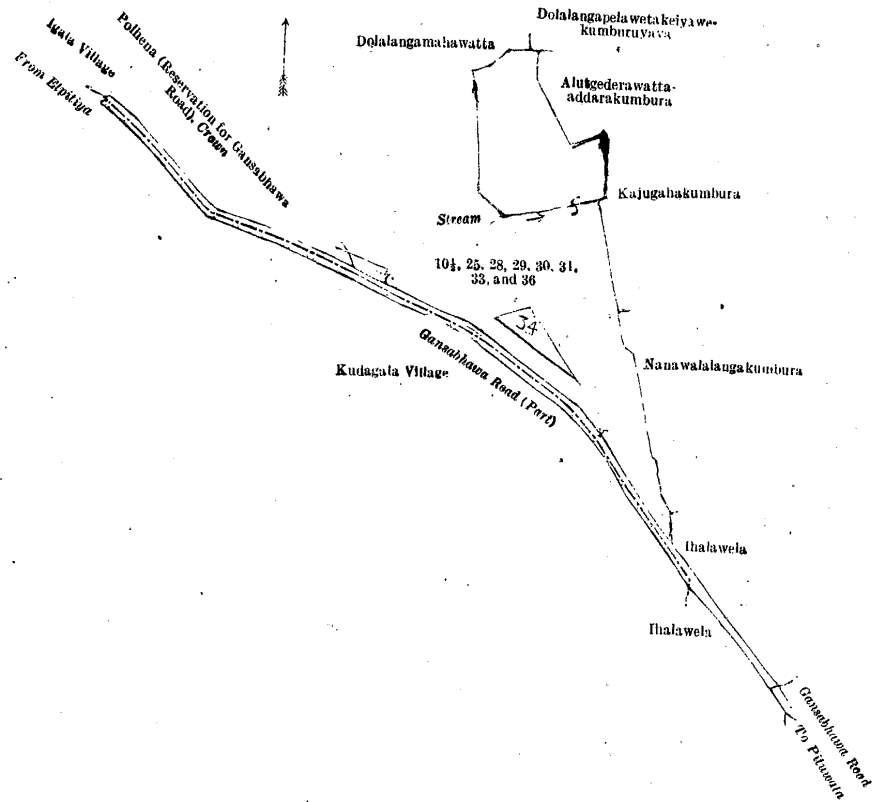 Dolalangapelawetakeiyawe-
kumburuyaya
Dolalangamahawatta
Alutgederawatta-
addarakumbura
Igala Village
From Elpitiya
Polhena (Reservation for Gansabhawa
Road), Crown
Kajugahakumbura
Stream
10½, 25, 28, 29, 30, 31,
33, and 36
34
Gansabhawa Road (Part)
Kudagala Village
Nanawalalangakumbura
Ihalawela
Ihalawela
Gansabhawa Road
To Pituwala